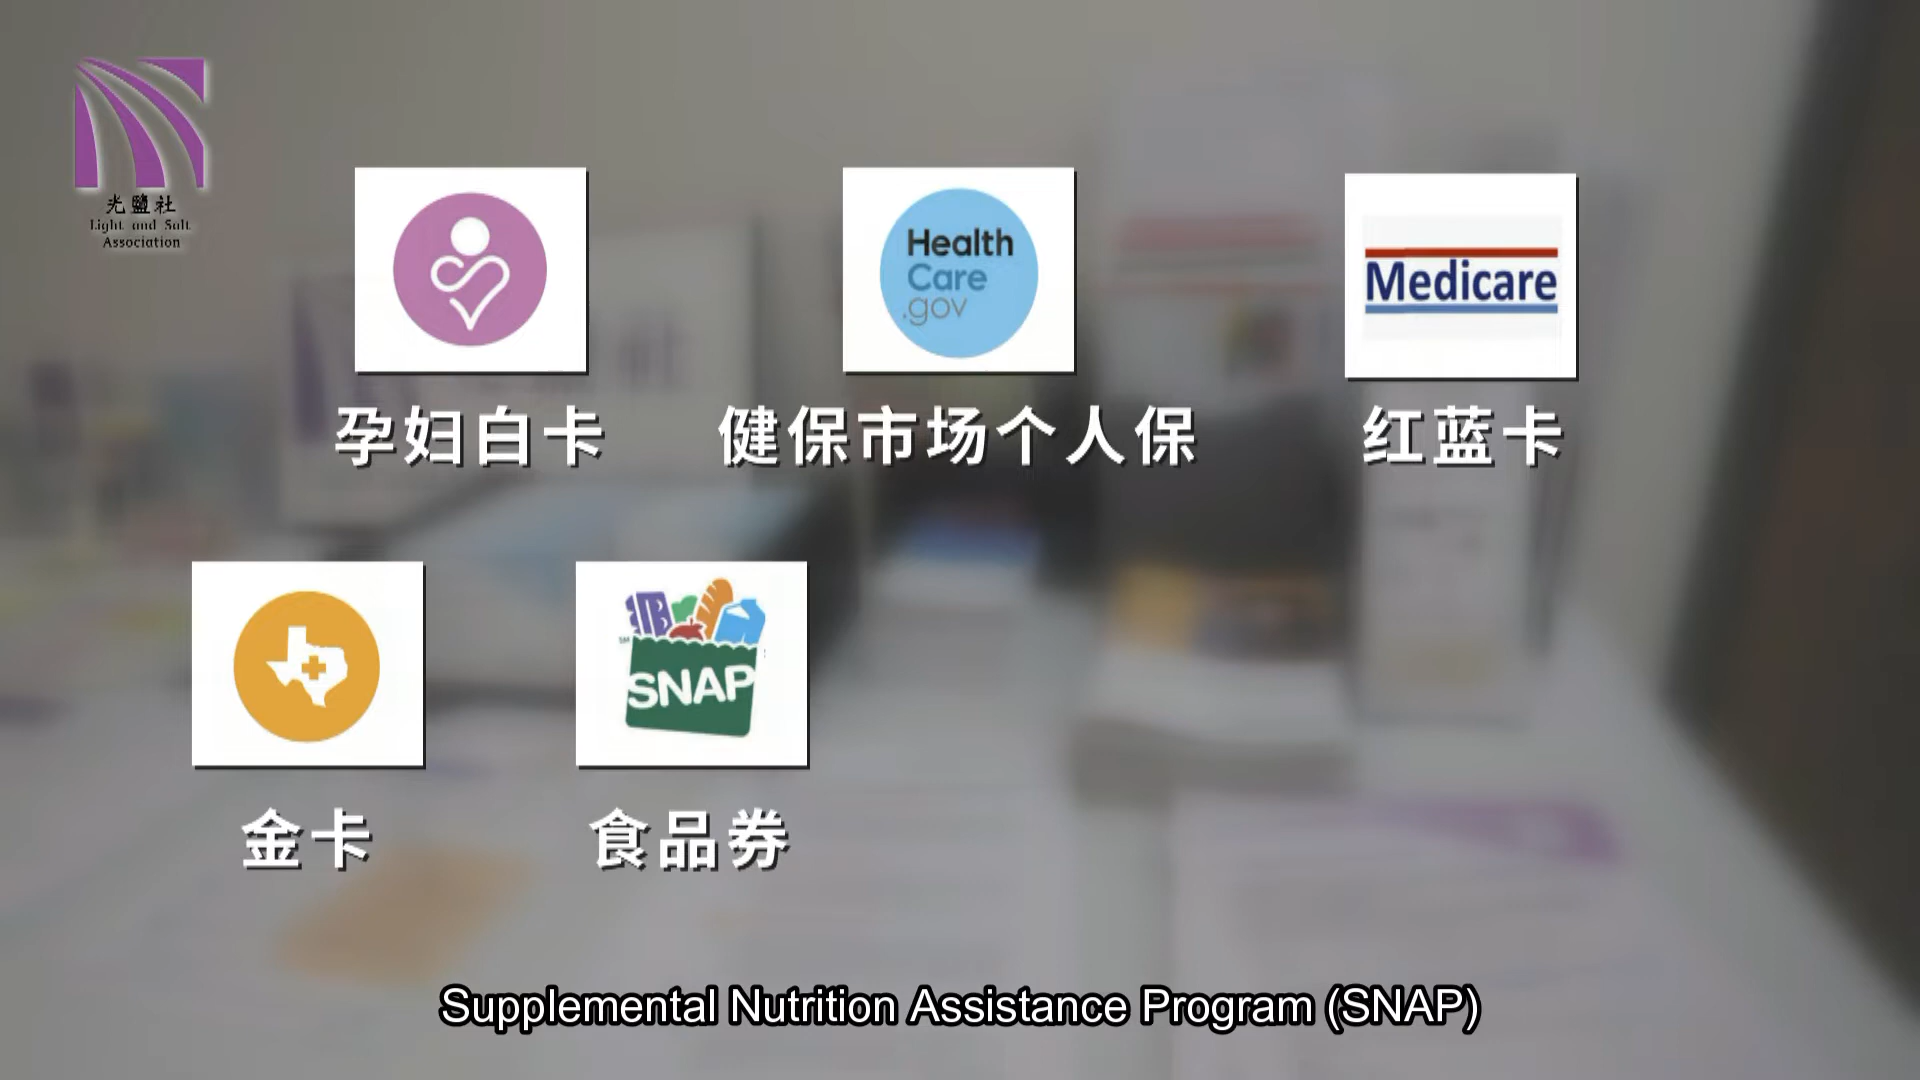 光鹽社
Light and Salt
Association
Health
Care
.gov
Medicare
孕妇白卡
健保市场个人保
红蓝卡
SNAP
金卡
食品券
Supplemental Nutrition Assistance Program (SNAP)